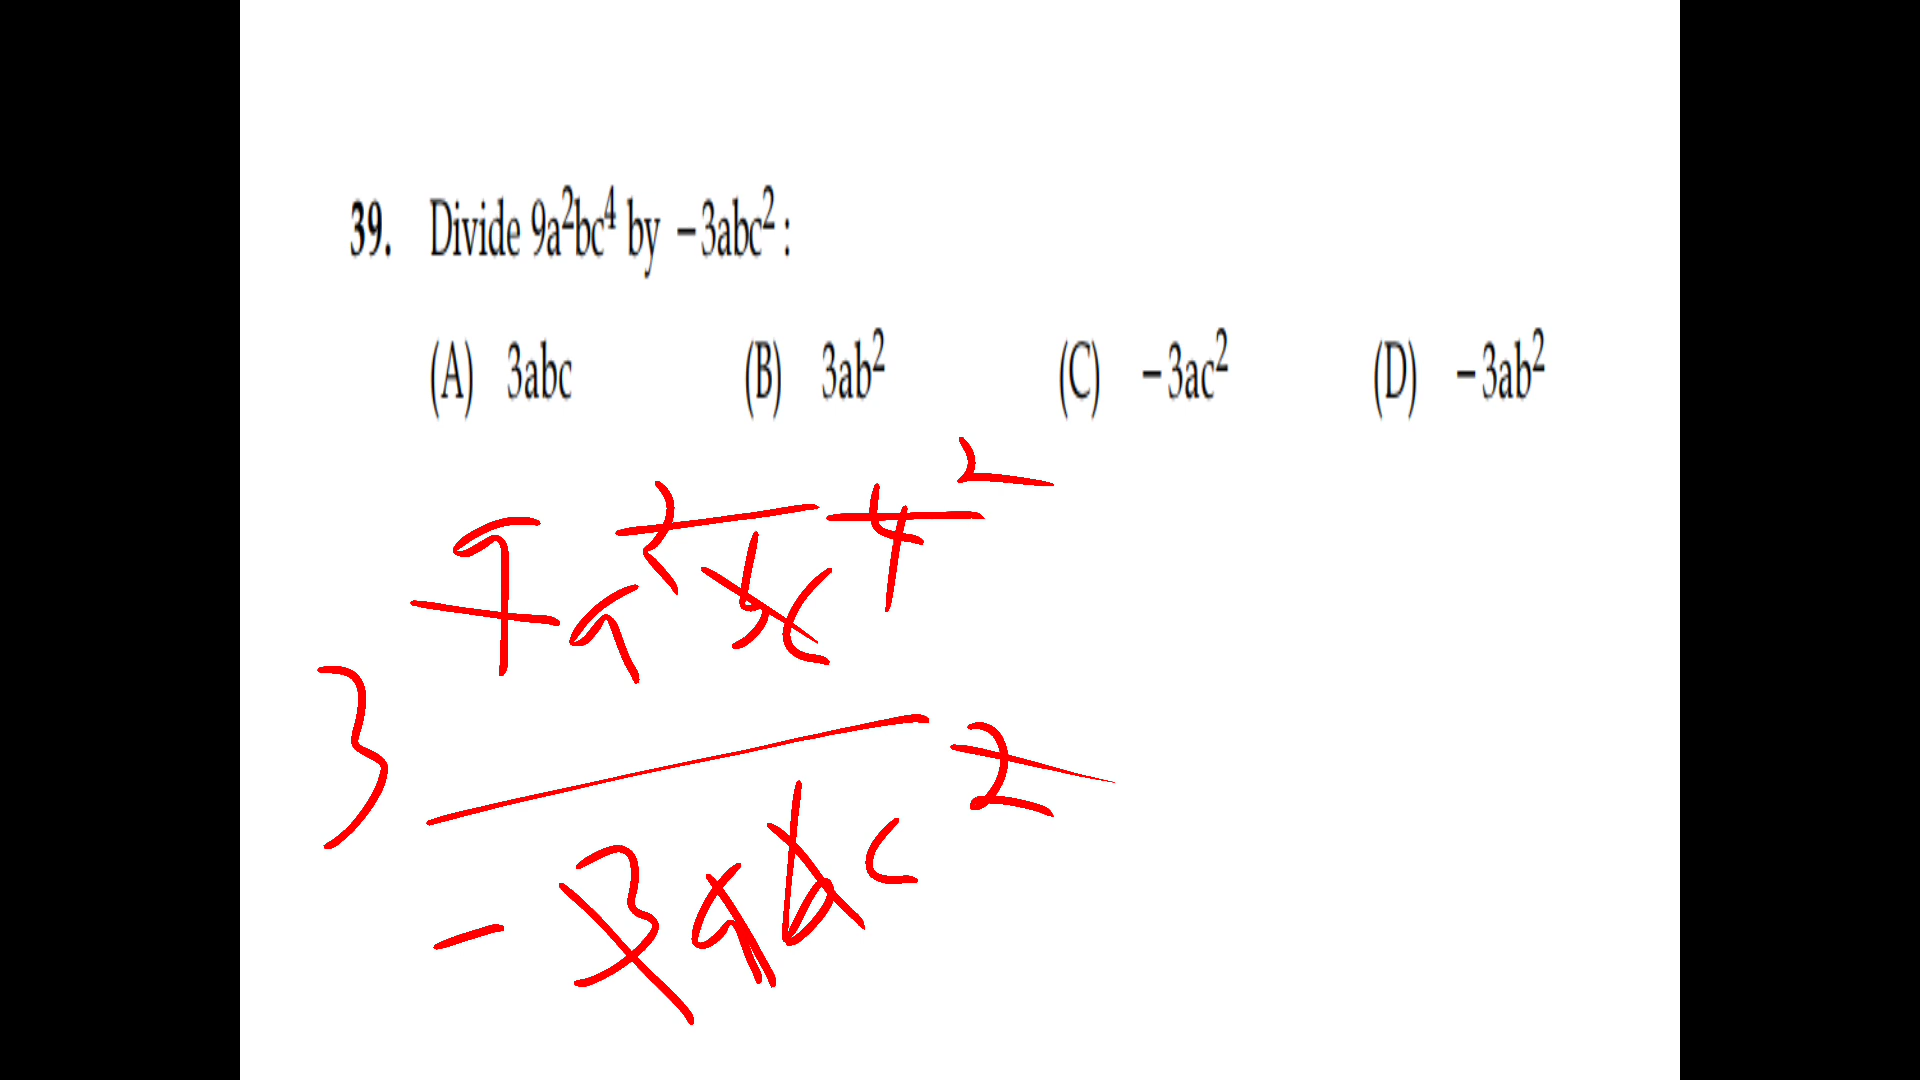 39. Divide 9a²bc⁴ by −3abc² :
(A) 3abc (B) 3ab² (C) −3ac² (D) −3ab²
2
9a²bc⁴
3
−3abc²